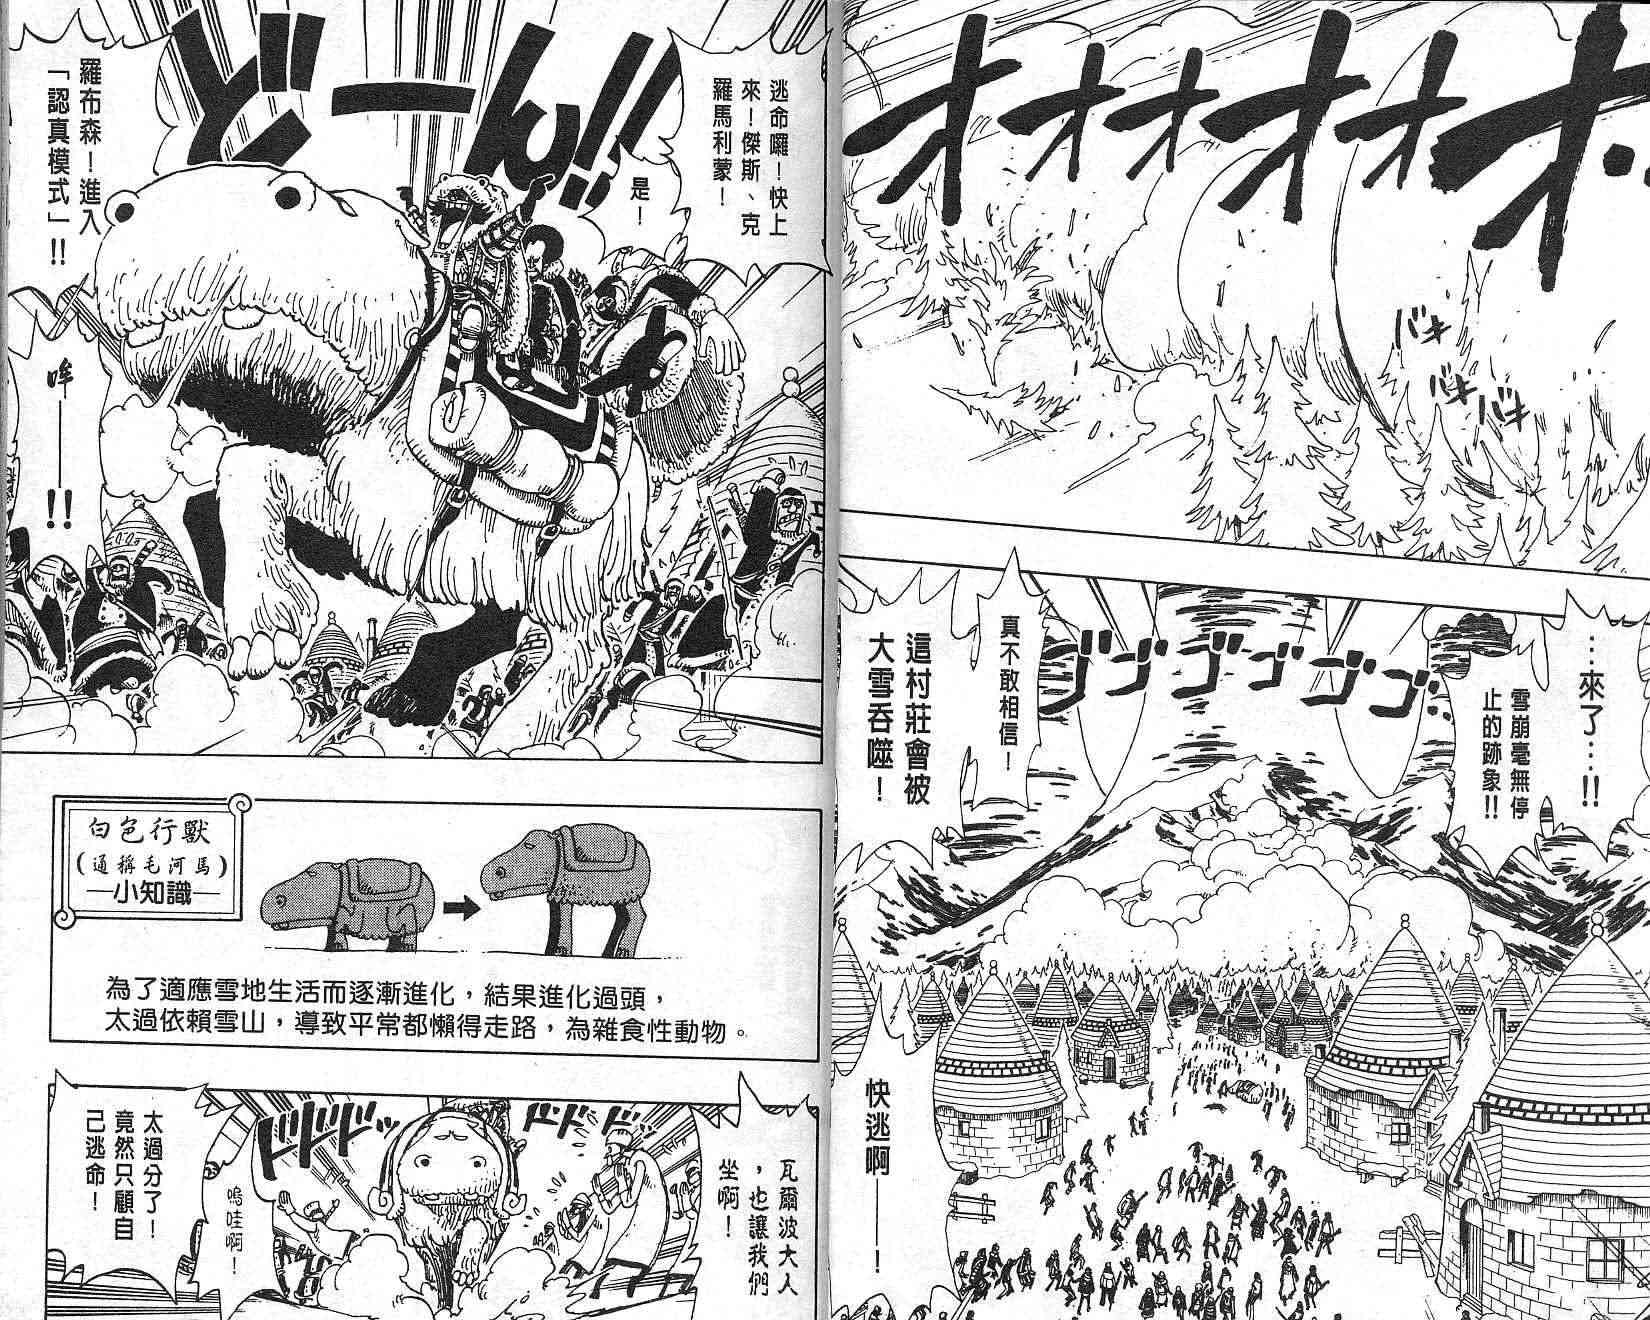 オオオオオ
バキ
バキ
バキ
…來了…!!
雪崩毫無停
止的跡象!!
ゴゴゴゴゴゴ
真不敢相信！
這村莊會被
大雪吞噬！
快逃啊——！
逃命囉！快上
來！傑斯、克
羅馬利蒙！
是！
どーん!!
羅布森！進入
「認真模式」!!
哞——!!
白色行獸
(通稱毛河馬)
—小知識—
為了適應雪地生活而逐漸進化，結果進化過頭，
太過依賴雪山，導致平常都懶得走路，為雜食性動物。
瓦爾波大人
，也讓我們
坐啊！
ドドドド
ドドドドッ
嗚哇啊！
太過分了！
竟然只顧自
己逃命！